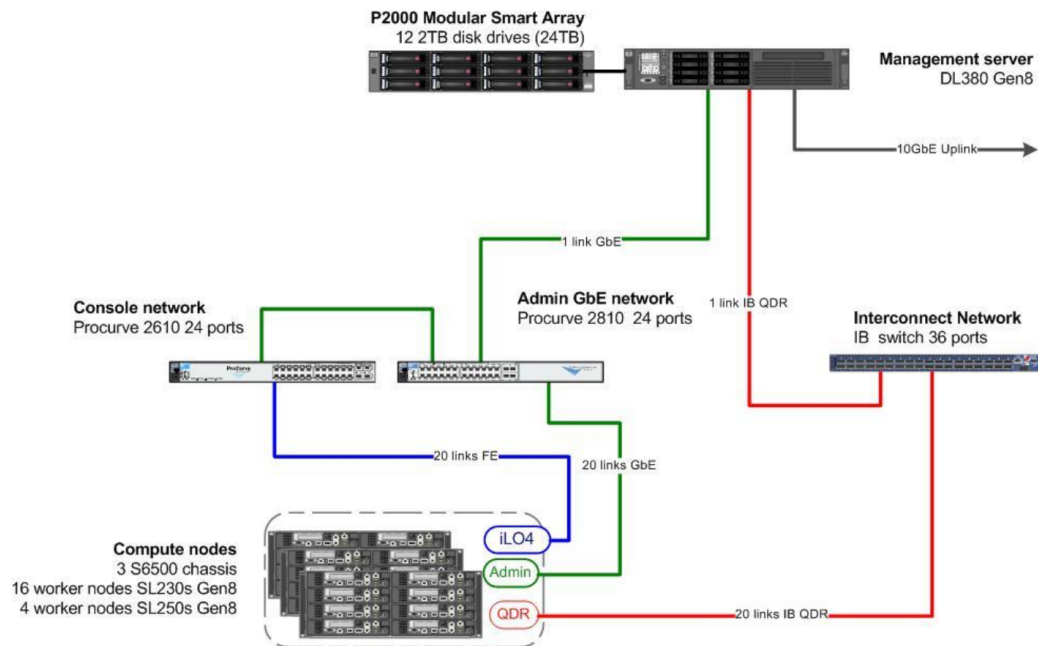 P2000 Modular Smart Array
12 2TB disk drives (24TB)
Management server
DL380 Gen8
10GbE Uplink
1 link GbE
1 link IB QDR
Console network
Procurve 2610 24 ports
Admin GbE network
Procurve 2810 24 ports
Interconnect Network
IB switch 36 ports
ProCurve
20 links FE
20 links GbE
Compute nodes
3 S6500 chassis
16 worker nodes SL230s Gen8
4 worker nodes SL250s Gen8
iLO4
Admin
QDR
20 links IB QDR